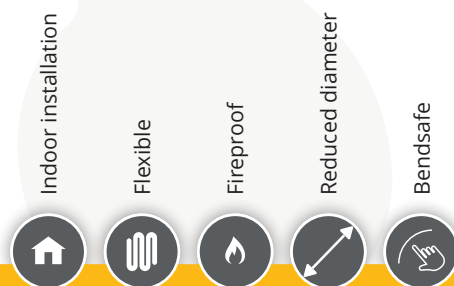 Indoor installation
Flexible
Fireproof
Reduced diameter
Bendsafe